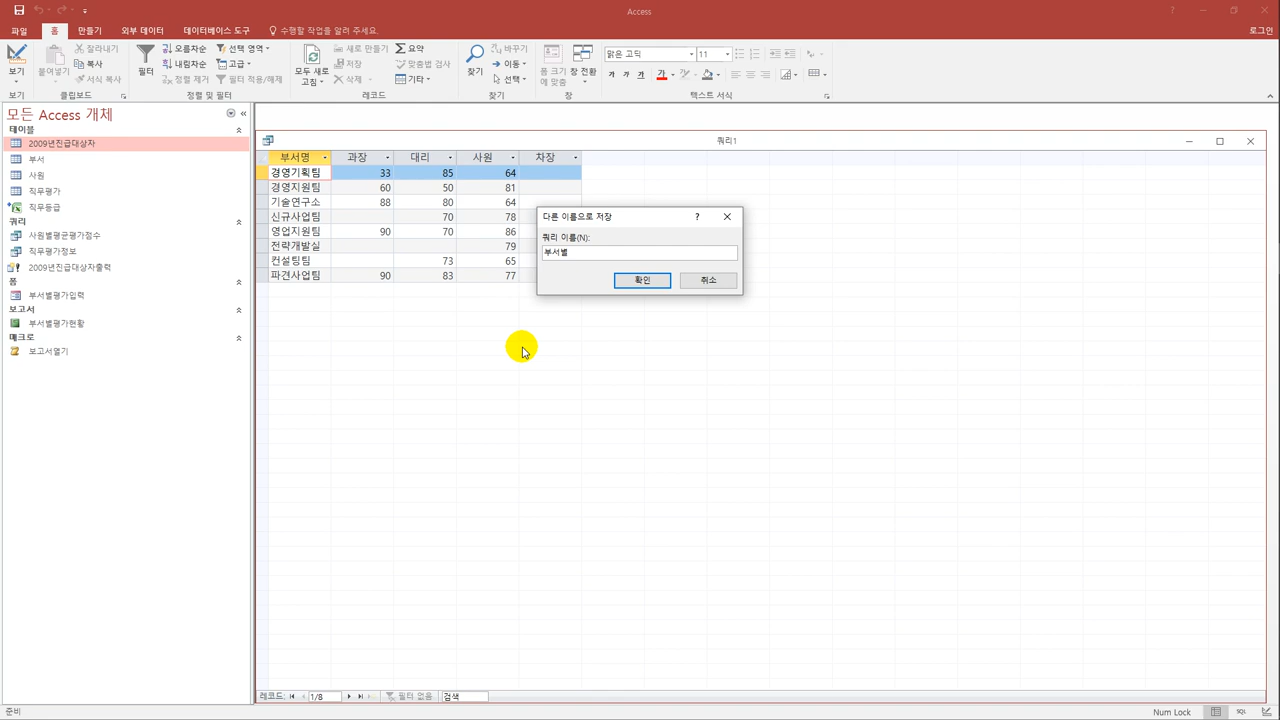 Access
로그인
파일 홈 만들기 외부 데이터 데이터베이스 도구 수행할 작업을 알려 주세요.
보기 붙여넣기 잘라내기 복사 서식 복사
필터 오름차순 내림차순 정렬 제거 선택 영역 고급 필터 적용/해제
모두 새로 고침 새로 만들기 저장 삭제 요약 맞춤법 검사 기타
찾기 바꾸기 이동 선택
폼 크기에 맞춤 창 전환
맑은 고딕 11
가 가 가 가
보기 클립보드 정렬 및 필터 레코드 찾기 창 텍스트 서식
모든 Access 개체
테이블
2009년진급대상자
부서
사원
직무평가
직무등급
쿼리
사원별평균평가점수
직무평가정보
2009년진급대상자출력
폼
부서별평가입력
보고서
부서별평가현황
매크로
보고서열기
쿼리1
부서명 과장 대리 사원 차장
경영기획팀 33 85 64
경영지원팀 60 50 81
기술연구소 88 80 64
신규사업팀 70 78
영업지원팀 90 70 86
전략개발실 79
컨설팅팀 73 65
파견사업팀 90 83 77
다른 이름으로 저장
쿼리 이름(N):
부서별
확인 취소
레코드: 1/8 필터 없음 검색
준비 Num Lock SQL